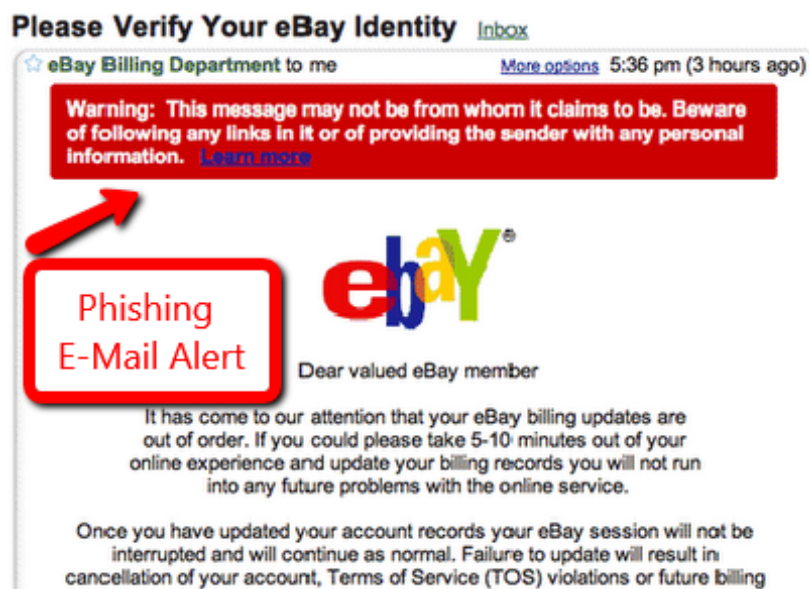 Please Verify Your eBay Identity Inbox
eBay Billing Department to me More options 5:36 pm (3 hours ago)
Warning: This message may not be from whom it claims to be. Beware
of following any links in it or of providing the sender with any personal
information. Learn more
ebaY®
Phishing
E-Mail Alert
Dear valued eBay member
It has come to our attention that your eBay billing updates are
out of order. If you could please take 5-10 minutes out of your
online experience and update your billing records you will not run
into any future problems with the online service.
Once you have updated your account records your eBay session will not be
interrupted and will continue as normal. Failure to update will result in
cancellation of your account, Terms of Service (TOS) violations or future billing